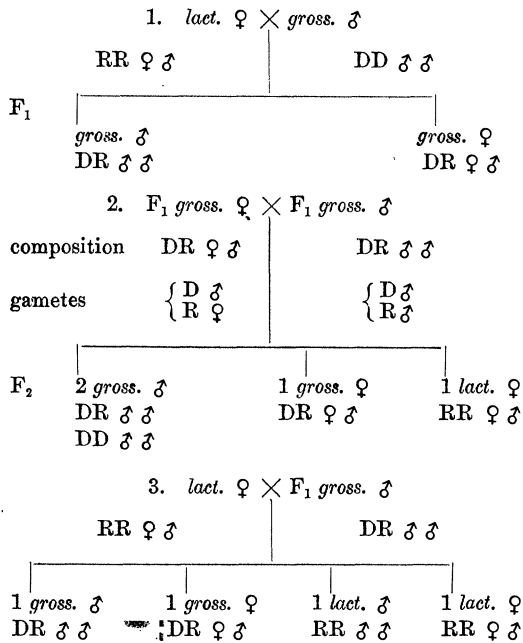 1. lact. ♀ × gross. ♂
RR ♀ ♂ DD ♂ ♂
F₁
gross. ♂ gross. ♀
DR ♂ ♂ DR ♀ ♂
2. F₁ gross. ♀ × F₁ gross. ♂
composition DR ♀ ♂ DR ♂ ♂
gametes { D ♂ { D ♂
{ R ♀ { R ♂
F₂ 2 gross. ♂ 1 gross. ♀ 1 lact. ♀
DR ♂ ♂ DR ♀ ♂ RR ♀ ♂
DD ♂ ♂
3. lact. ♀ × F₁ gross. ♂
RR ♀ ♂ DR ♂ ♂
1 gross. ♂ 1 gross. ♀ 1 lact. ♂ 1 lact. ♀
DR ♂ ♂ DR ♀ ♂ RR ♂ ♂ RR ♀ ♂